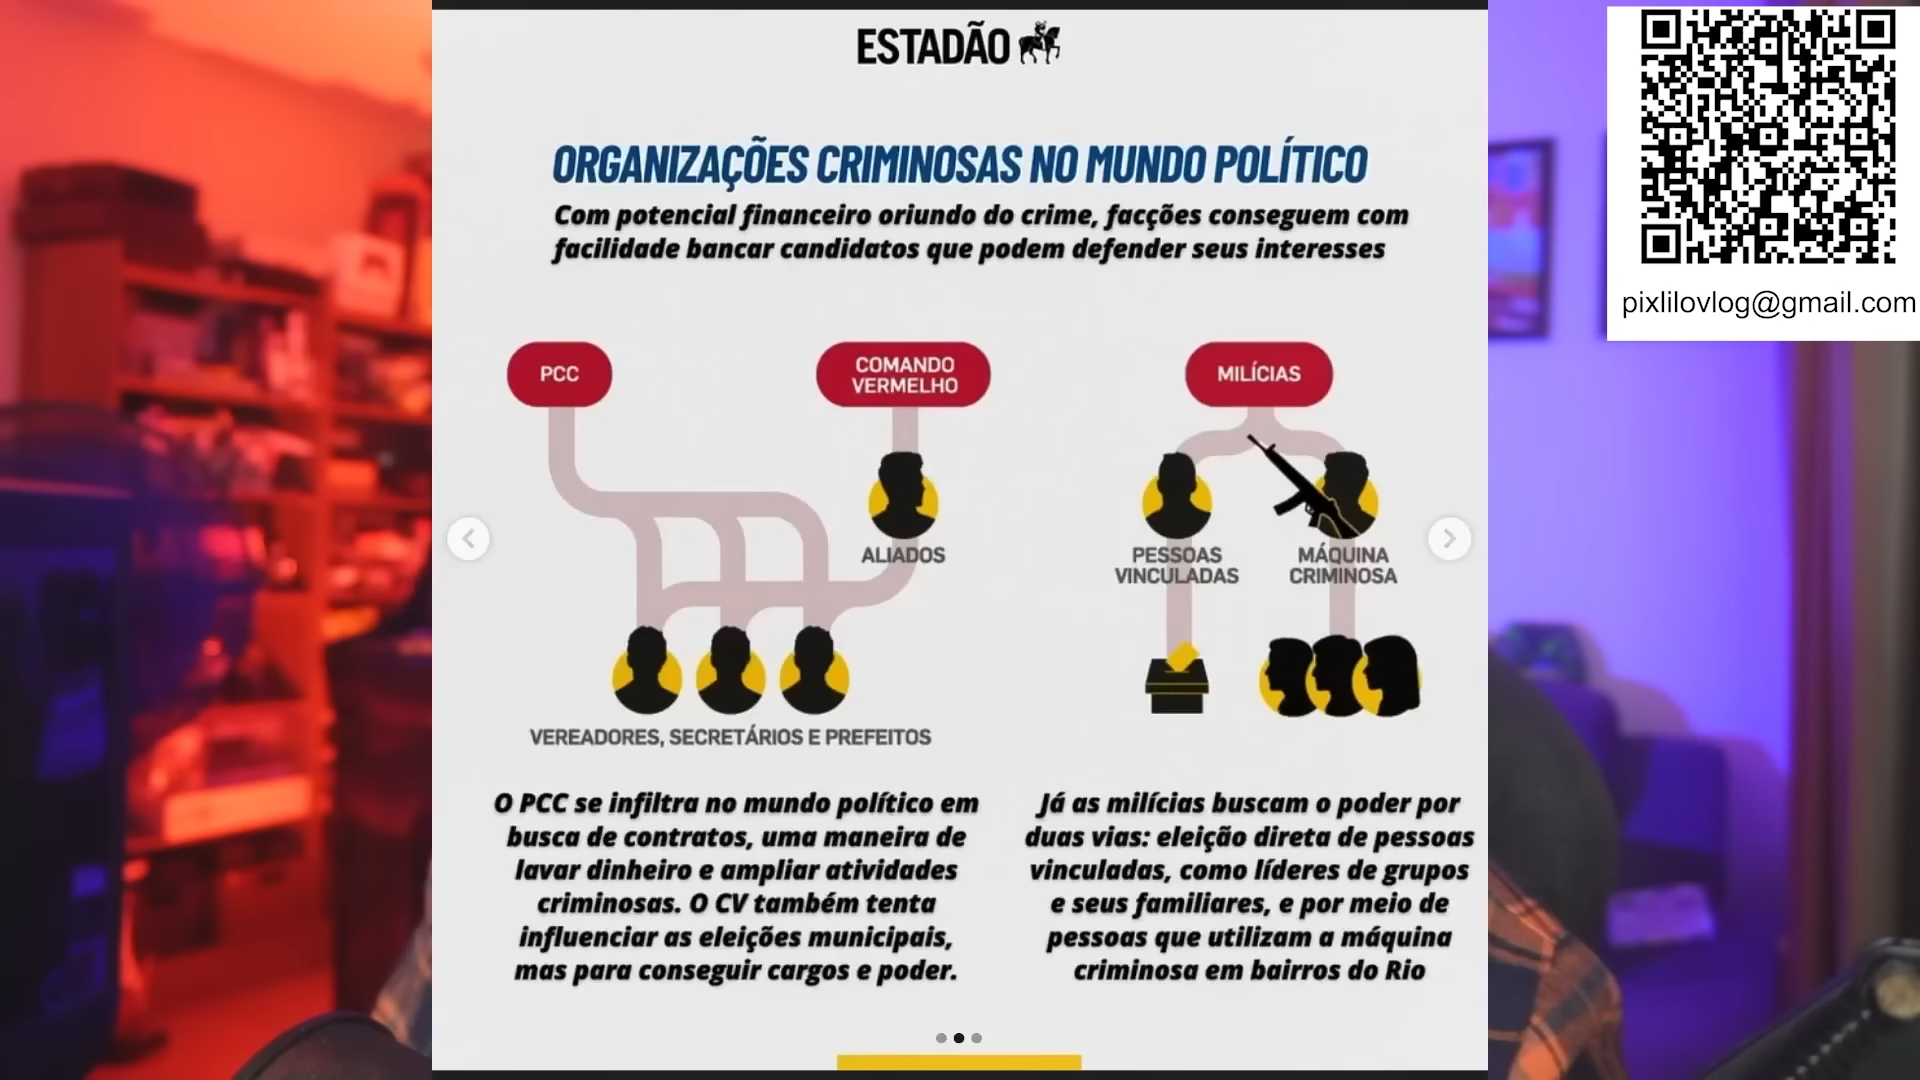 ESTADÃO
pixlilovlog@gmail.com
ORGANIZAÇÕES CRIMINOSAS NO MUNDO POLÍTICO
Com potencial financeiro oriundo do crime, facções conseguem com
facilidade bancar candidatos que podem defender seus interesses
PCC
COMANDO
VERMELHO
MILÍCIAS
ALIADOS
PESSOAS
VINCULADAS
MÁQUINA
CRIMINOSA
VEREADORES, SECRETÁRIOS E PREFEITOS
O PCC se infiltra no mundo político em
busca de contratos, uma maneira de
lavar dinheiro e ampliar atividades
criminosas. O CV também tenta
influenciar as eleições municipais,
mas para conseguir cargos e poder.
Já as milícias buscam o poder por
duas vias: eleição direta de pessoas
vinculadas, como líderes de grupos
e seus familiares, e por meio de
pessoas que utilizam a máquina
criminosa em bairros do Rio